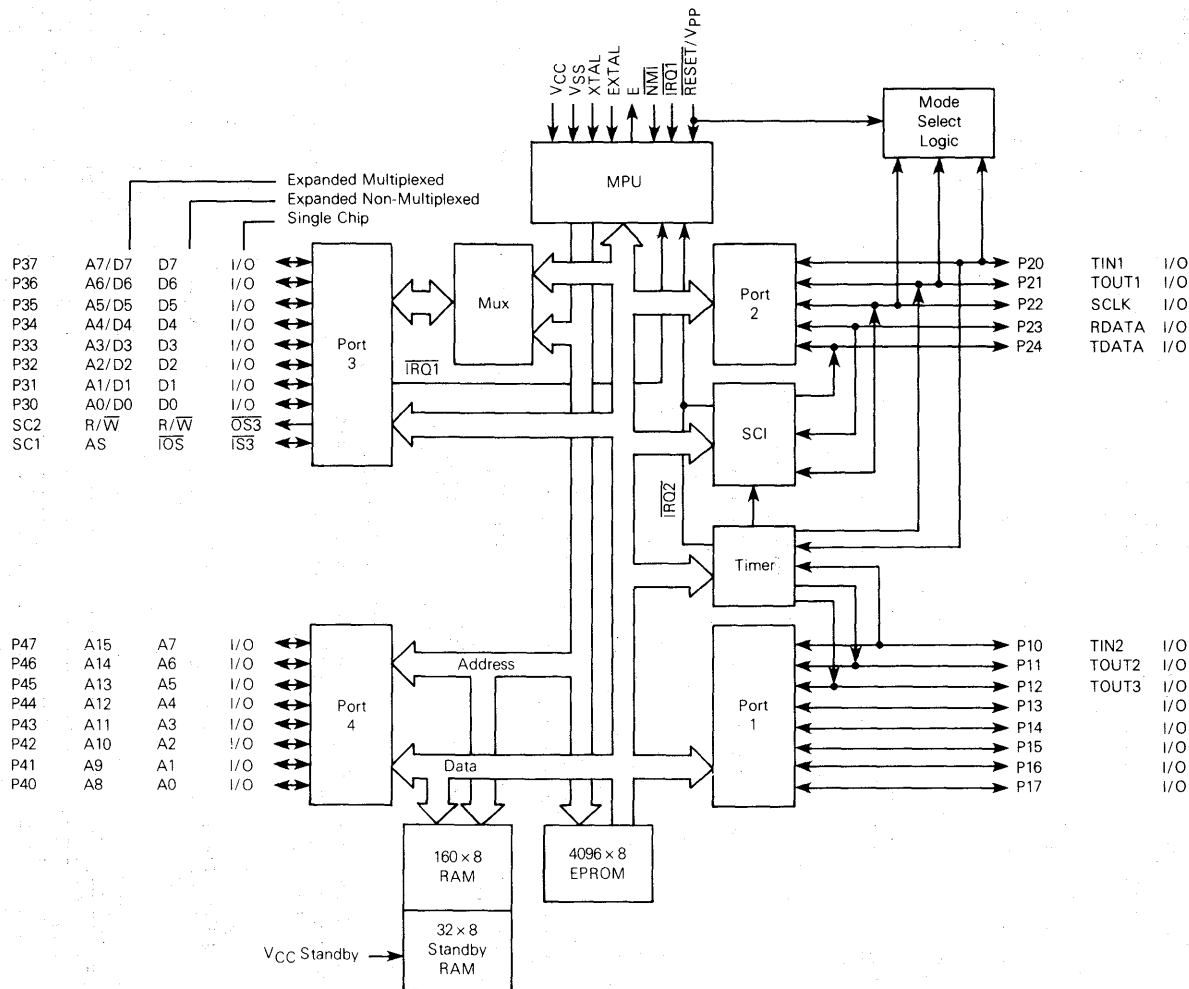 VCC
VSS
XTAL
EXTAL
E
NMI
IRQ1
RESET/VPP
Mode
Select
Logic
MPU
Expanded Multiplexed
Expanded Non-Multiplexed
Single Chip
P37 A7/D7 D7 I/O
P36 A6/D6 D6 I/O
P35 A5/D5 D5 I/O
P34 A4/D4 D4 I/O
P33 A3/D3 D3 I/O
P32 A2/D2 D2 I/O
P31 A1/D1 D1 I/O
P30 A0/D0 D0 I/O
SC2 R/W R/W OS3
SC1 AS IOS IS3
Port
3
Mux
IRQ1
Port
2
P20 TIN1 I/O
P21 TOUT1 I/O
P22 SCLK I/O
P23 RDATA I/O
P24 TDATA I/O
SCI
IRQ2
Timer
P47 A15 A7 I/O
P46 A14 A6 I/O
P45 A13 A5 I/O
P44 A12 A4 I/O
P43 A11 A3 I/O
P42 A10 A2 I/O
P41 A9 A1 I/O
P40 A8 A0 I/O
Port
4
Address
Data
Port
1
P10 TIN2 I/O
P11 TOUT2 I/O
P12 TOUT3 I/O
P13 I/O
P14 I/O
P15 I/O
P16 I/O
P17 I/O
160 × 8
RAM
4096 × 8
EPROM
32 × 8
Standby
RAM
VCC Standby